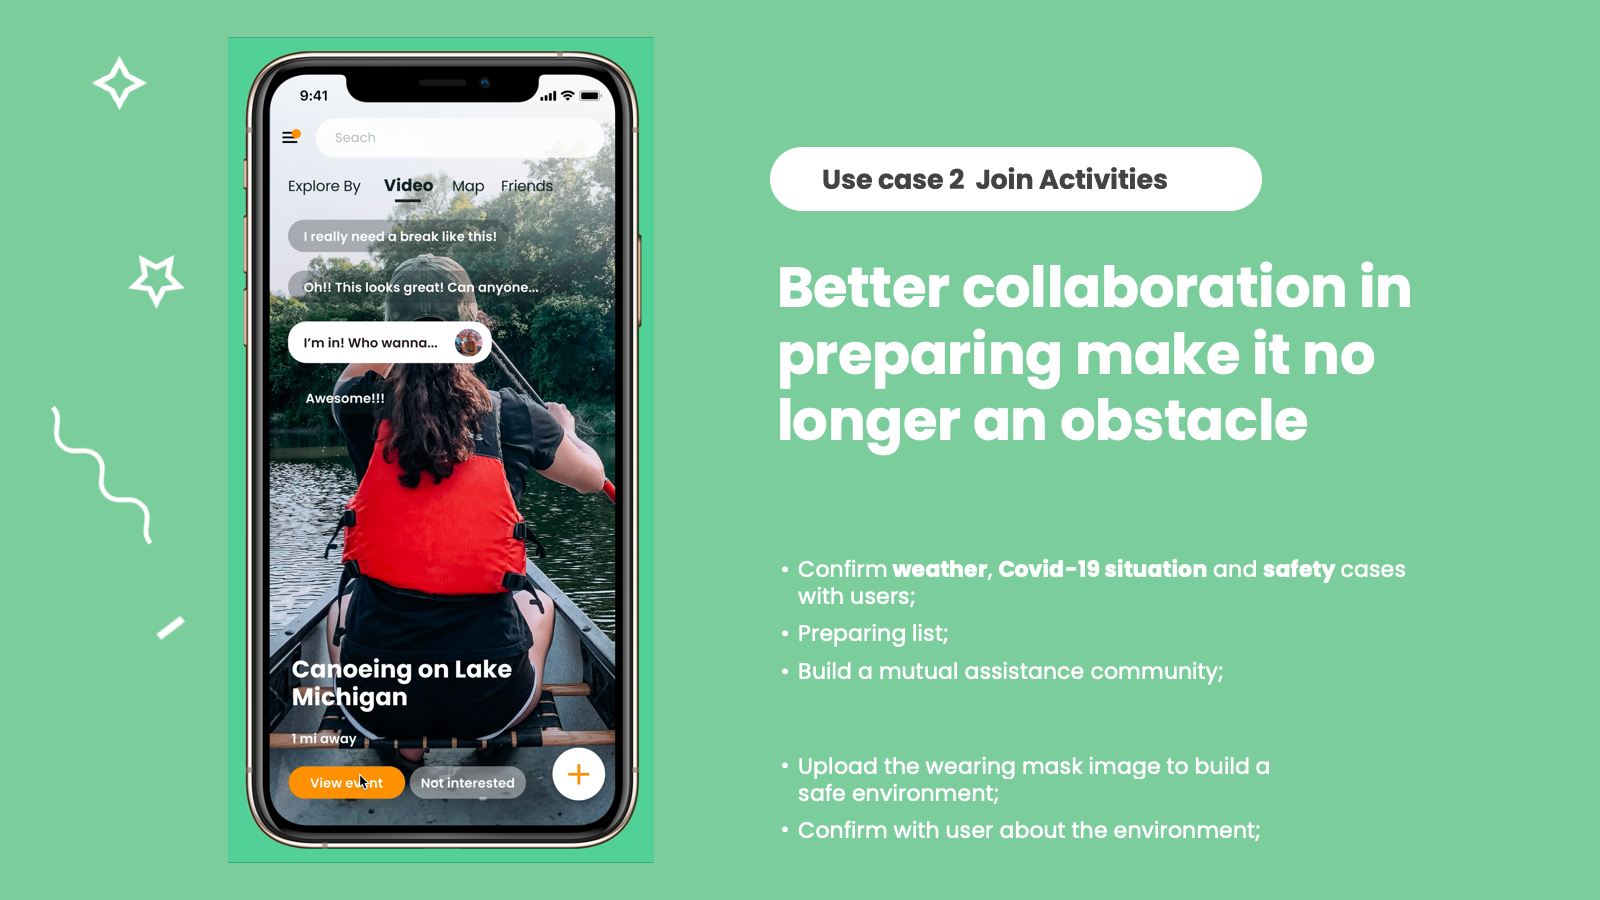 9:41
Seach
Explore By Video Map Friends
I really need a break like this!
Oh!! This looks great! Can anyone...
I'm in! Who wanna...
Awesome!!!
Canoeing on Lake
Michigan
1 mi away
View event Not interested
Use case 2 Join Activities
Better collaboration in
preparing make it no
longer an obstacle
• Confirm weather, Covid-19 situation and safety cases
with users;
• Preparing list;
• Build a mutual assistance community;
• Upload the wearing mask image to build a
safe environment;
• Confirm with user about the environment;